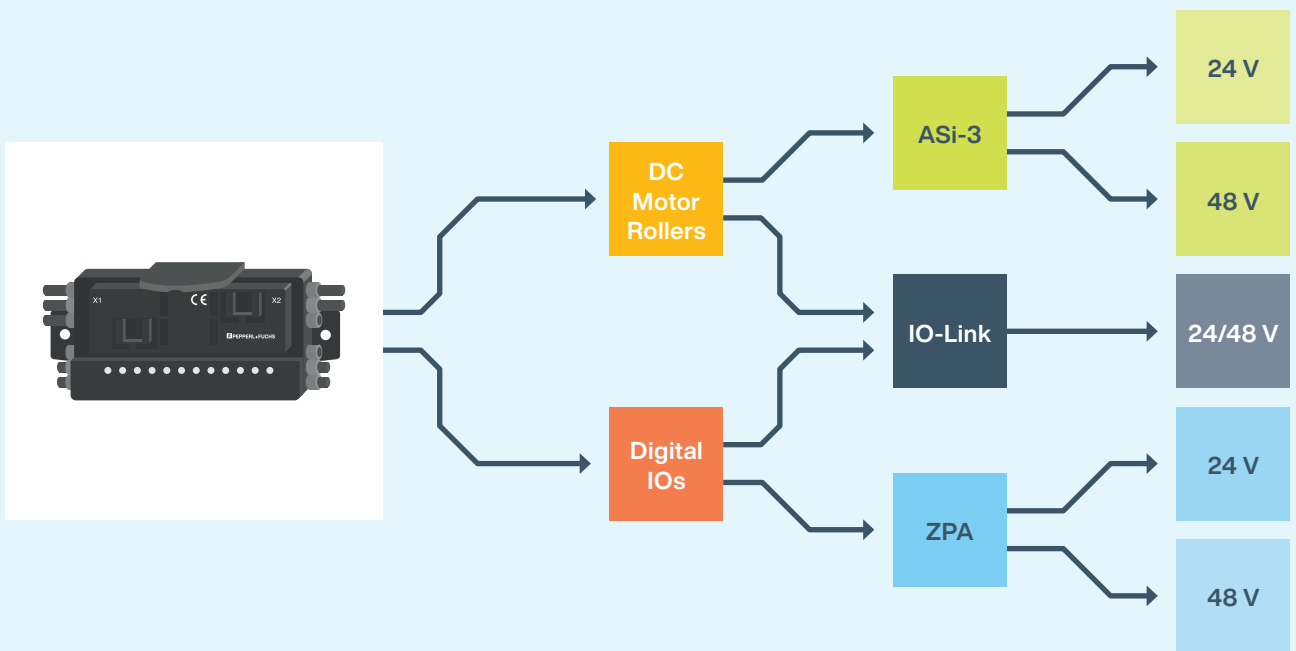 X1
CE
X2
PEPPERL+FUCHS
DC
Motor
Rollers
Digital
IOs
ASi-3
IO-Link
ZPA
24 V
48 V
24/48 V
24 V
48 V